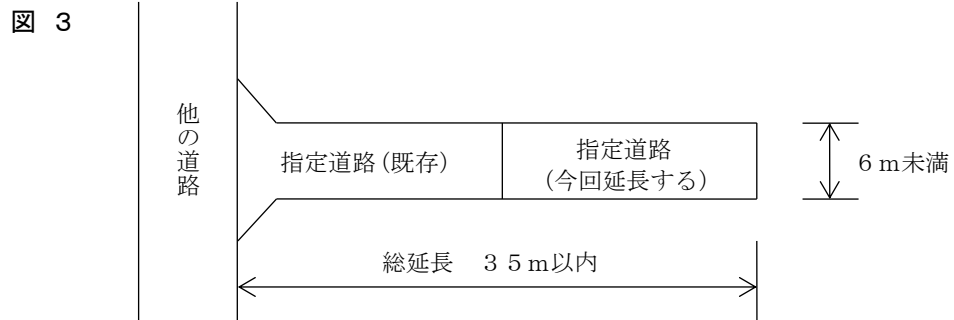 図 3
他の道路
指定道路(既存)
指定道路
(今回延長する)
6m未満
総延長 35m以内